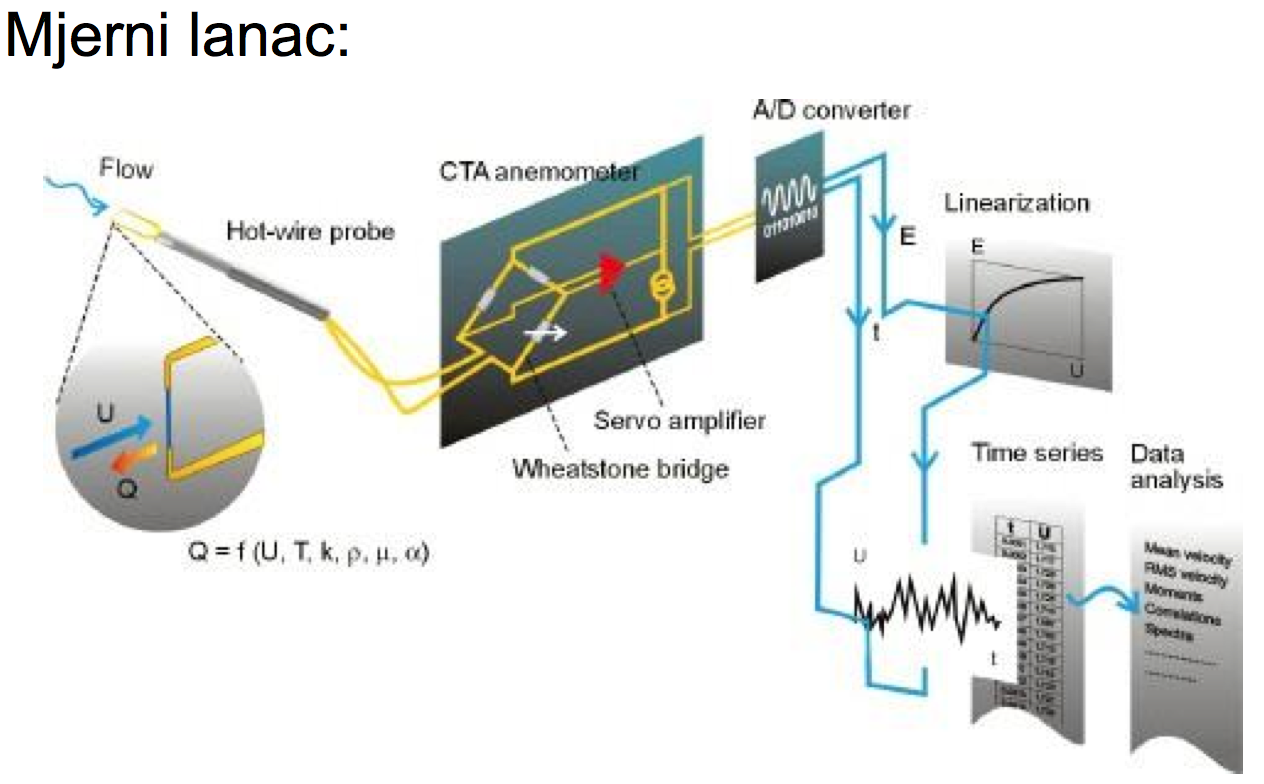 Mjerni lanac:
A/D converter
Flow
CTA anemometer
Linearization
Hot-wire probe
011010010
E
E
t
U
U
Servo amplifier
Q
Wheatstone bridge
Time series
Data
analysis
Q = f (U, T, k, ρ, μ, α)
t U
U
Mean velocity
RMS velocity
Moments
Correlations
Spectra
t